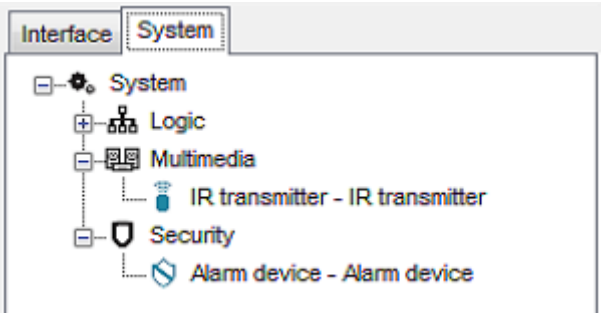 Interface System
System
Logic
Multimedia
IR transmitter - IR transmitter
Security
Alarm device - Alarm device